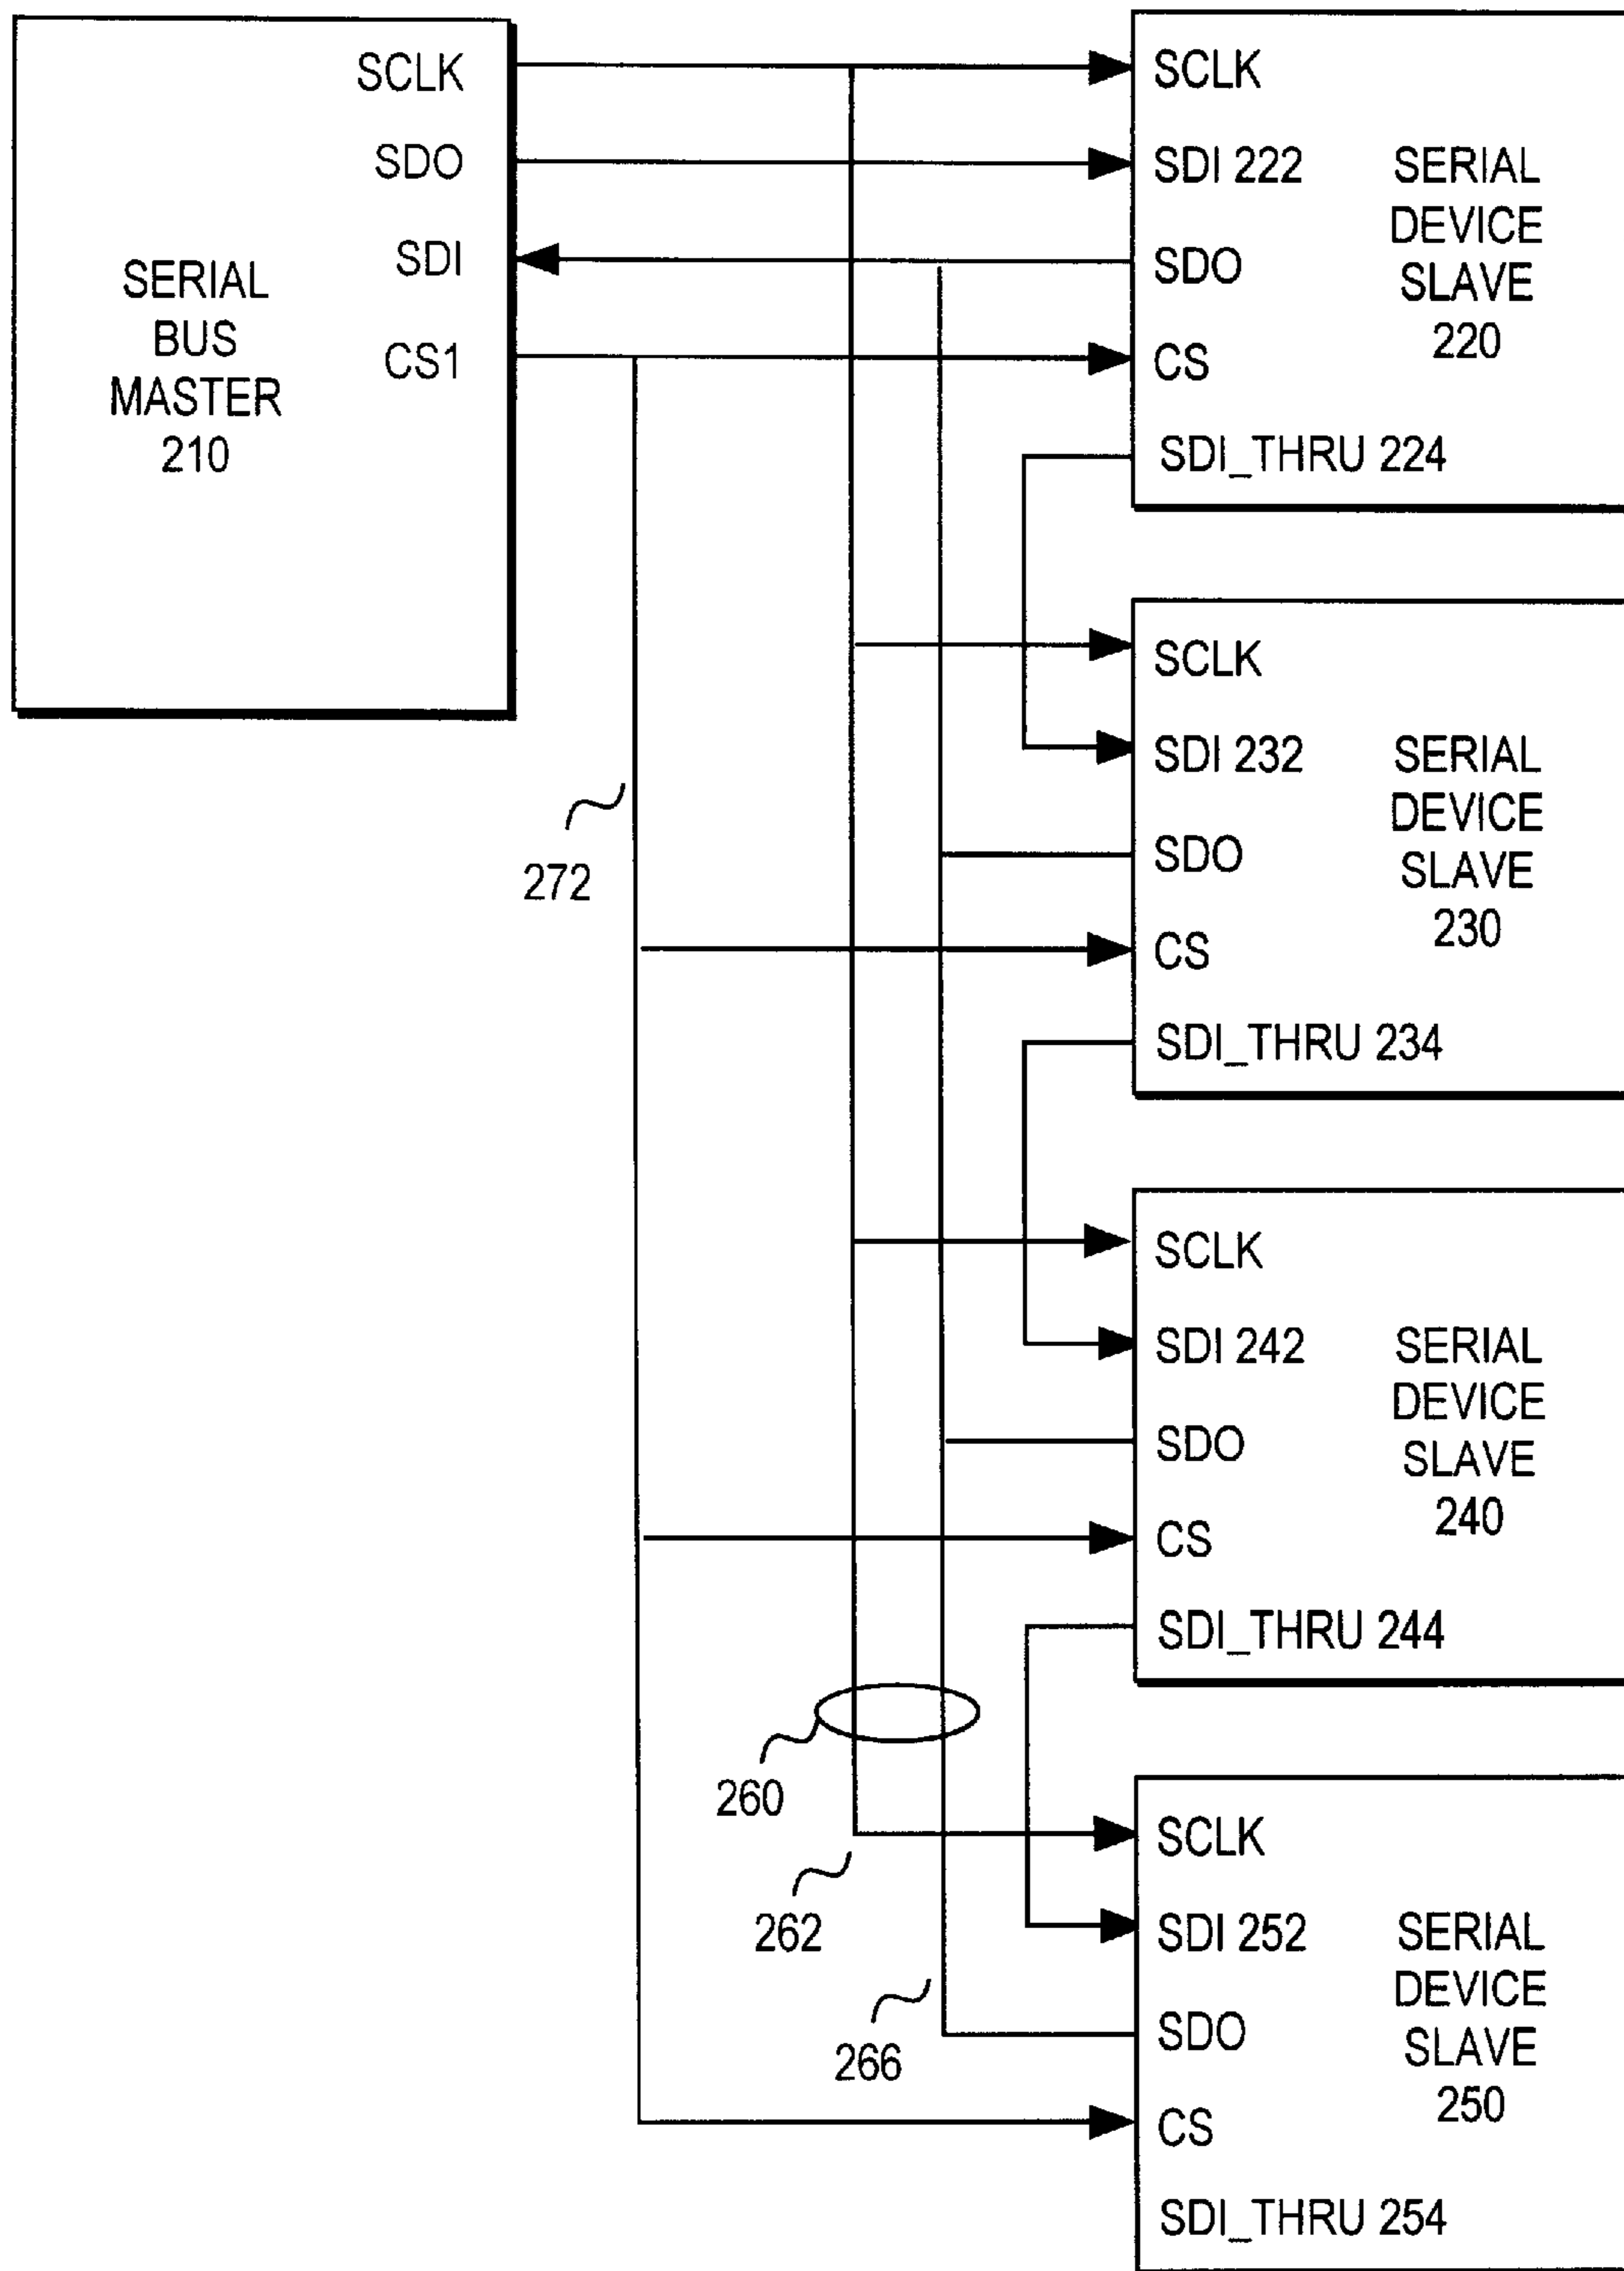 SCLK
SDO
SDI
CS1
SERIAL
BUS
MASTER
210
SCLK
SDI 222
SDO
CS
SDI_THRU 224
SERIAL
DEVICE
SLAVE
220
SCLK
SDI 232
SDO
CS
SDI_THRU 234
SERIAL
DEVICE
SLAVE
230
272
SCLK
SDI 242
SDO
CS
SDI_THRU 244
SERIAL
DEVICE
SLAVE
240
260
262
266
SCLK
SDI 252
SDO
CS
SDI_THRU 254
SERIAL
DEVICE
SLAVE
250